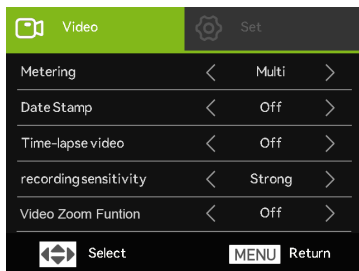 Video Set
Metering Multi
Date Stamp Off
Time-lapse video Off
recording sensitivity Strong
Video Zoom Funtion Off
Select MENU Return